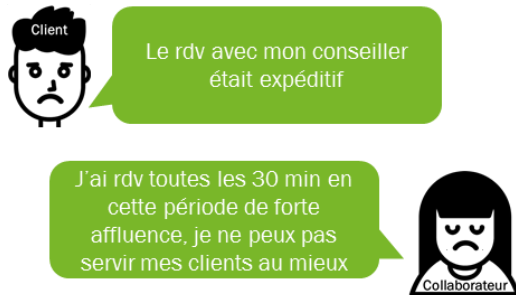 Client
Le rdv avec mon conseiller
était expéditif
J'ai rdv toutes les 30 min en
cette période de forte
affluence, je ne peux pas
servir mes clients au mieux
Collaborateur